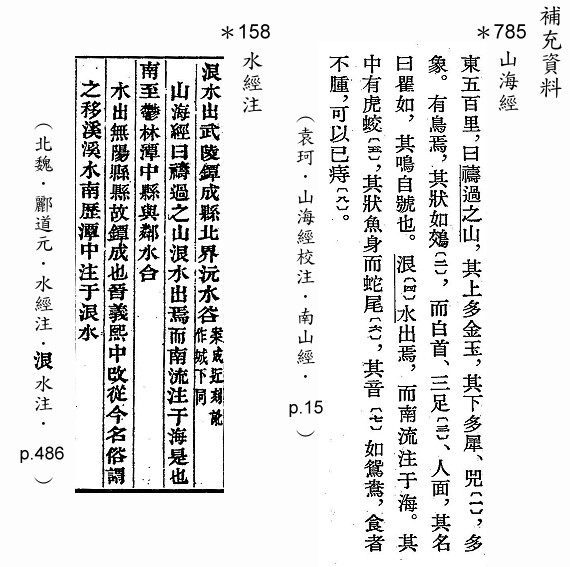 補充資料
＊785
山海經
東五百里，曰禱過之山，其上多金玉，其下多犀、兕〔一〕，多
象。有鳥焉，其狀如鵁〔二〕，而白首、三足〔三〕、人面，其名
曰瞿如，其鳴自號也。泿〔四〕水出焉，而南流注于海。其
中有虎蛟〔五〕，其狀魚身而蛇尾〔六〕，其音〔七〕如鴛鴦，食者
不腫，可以已痔〔八〕。
（袁珂．山海經校注．南山經．p.15）
＊158
水經注
泿水出武陵鐔成縣北界沅水谷案成近刻訛作城下同
山海經曰禱過之山泿水出焉而南流注于海是也
南至鬱林潭中縣與鄰水合
水出無陽縣縣故鐔成也晉義熙中改從今名俗謂
之移溪溪水南歷潭中注于泿水
（北魏．酈道元．水經注．泿水注．p.486）